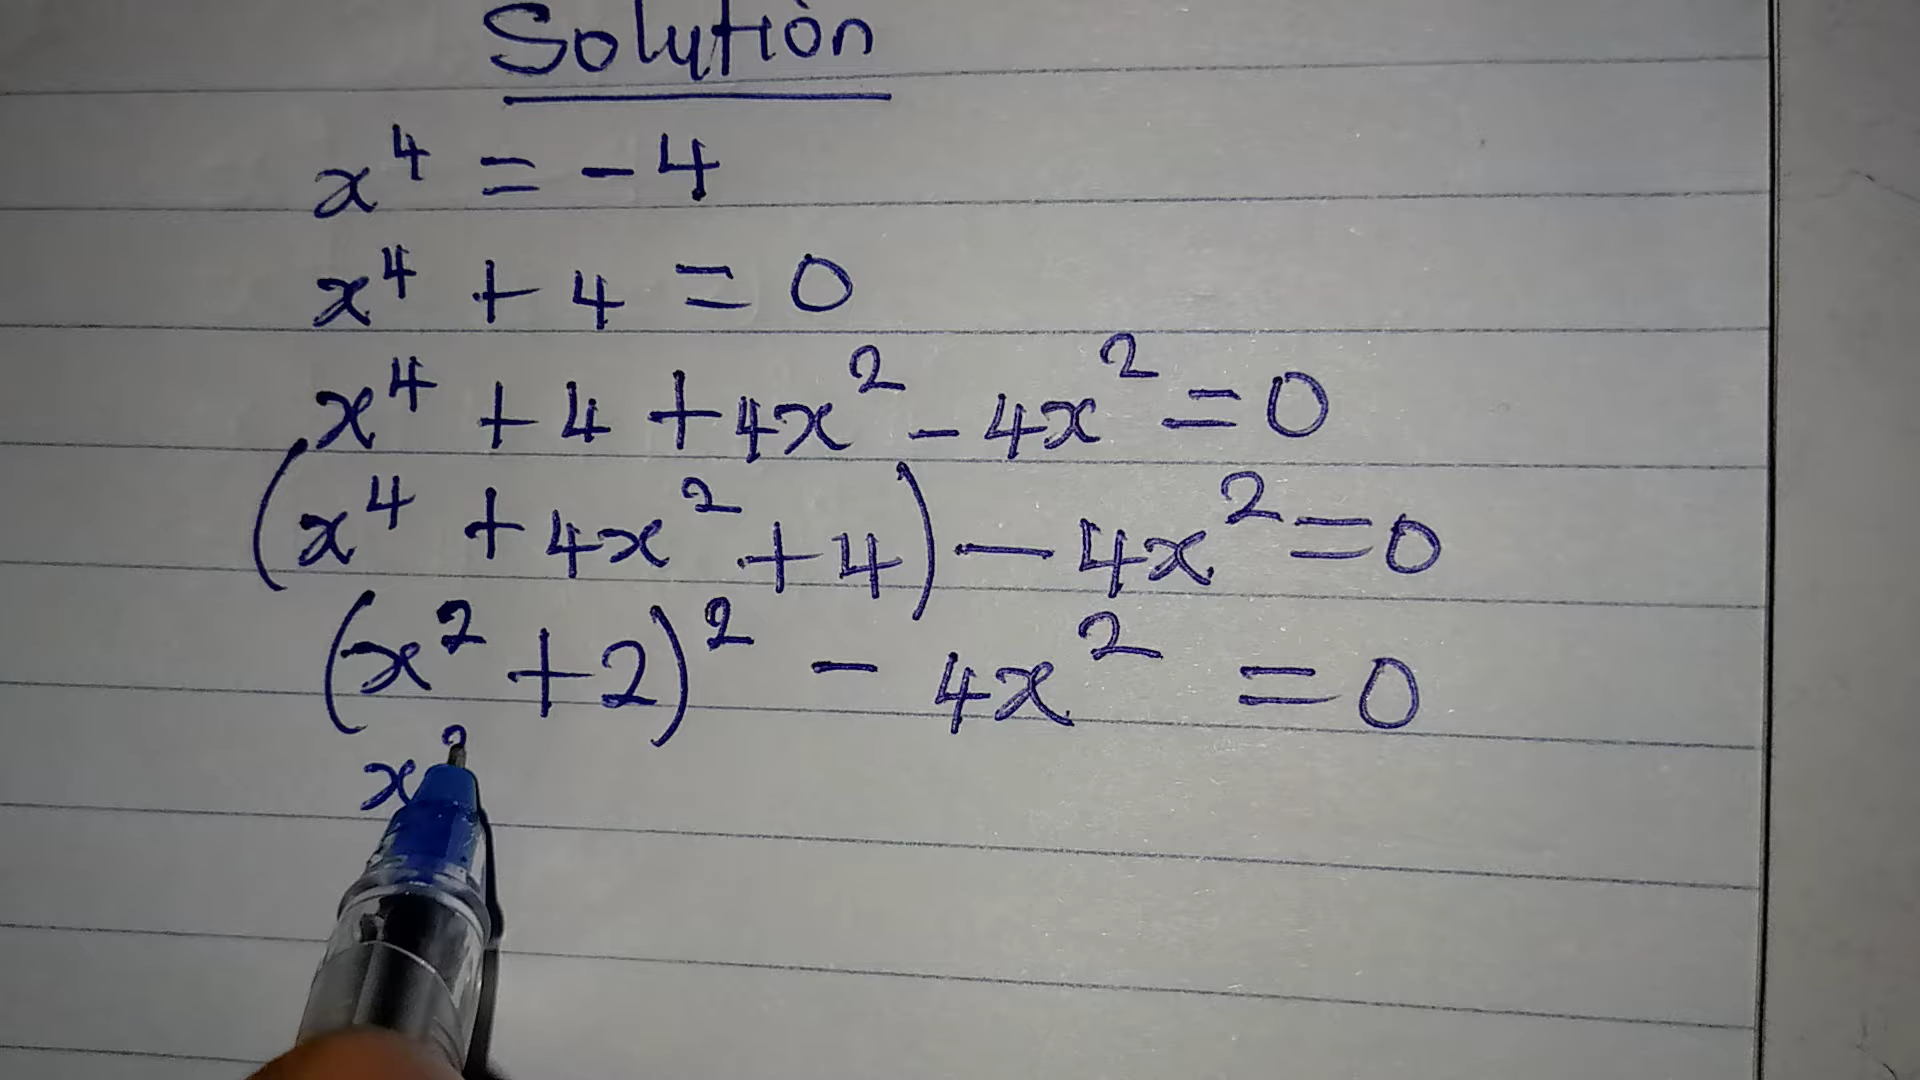 Solution
x⁴ = -4
x⁴ + 4 = 0
x⁴ + 4 + 4x² - 4x² = 0
(x⁴ + 4x² + 4) - 4x² = 0
(x² + 2)² - 4x² = 0
x²